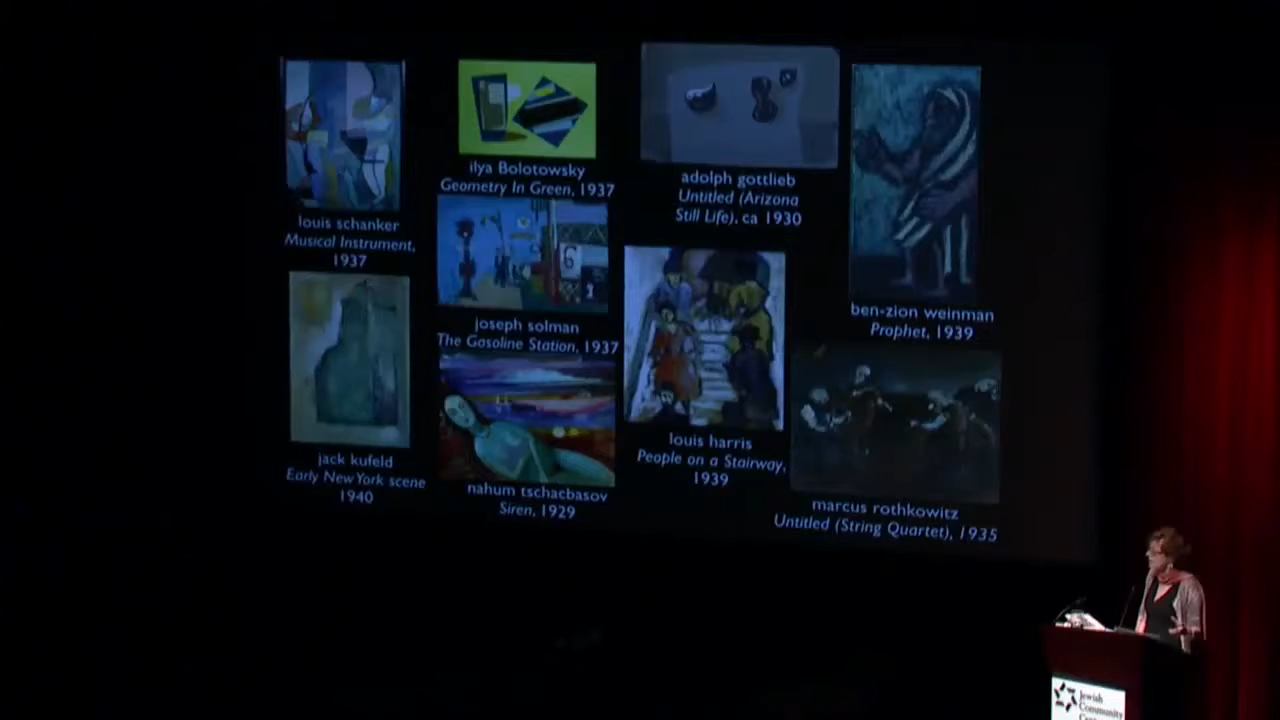 louis schanker
Musical Instrument,
1937
ilya Bolotowsky
Geometry In Green, 1937
adolph gottlieb
Untitled (Arizona
Still Life), ca 1930
ben-zion weinman
Prophet, 1939
jack kufeld
Early New York scene
1940
joseph solman
The Gasoline Station, 1937
6
nahum tschacbasov
Siren, 1929
louis harris
People on a Stairway,
1939
marcus rothkowitz
Untitled (String Quartet), 1935
Jewish
Community